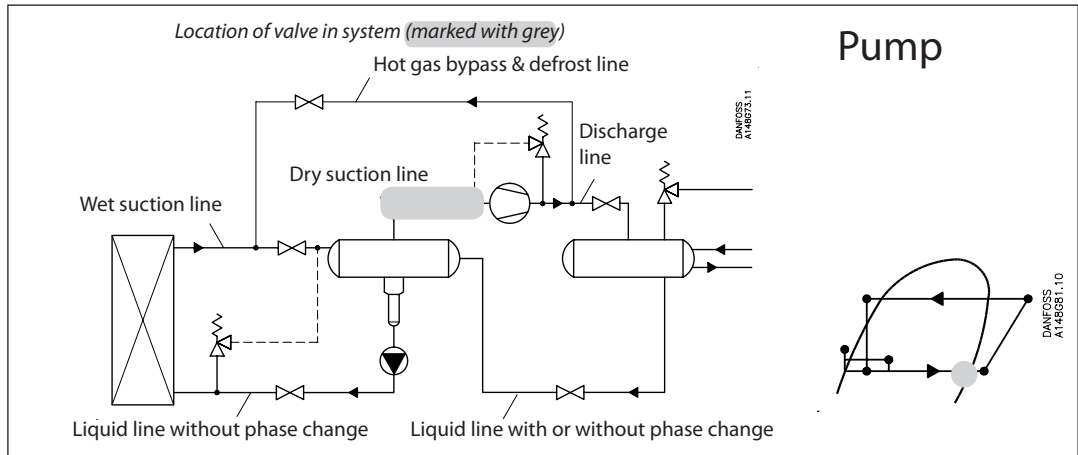 Location of valve in system (marked with grey)
Pump
Hot gas bypass & defrost line
DANFOSS
A148G73.11
Discharge
line
Dry suction line
Wet suction line
DANFOSS
A148G81.10
Liquid line without phase change
Liquid line with or without phase change